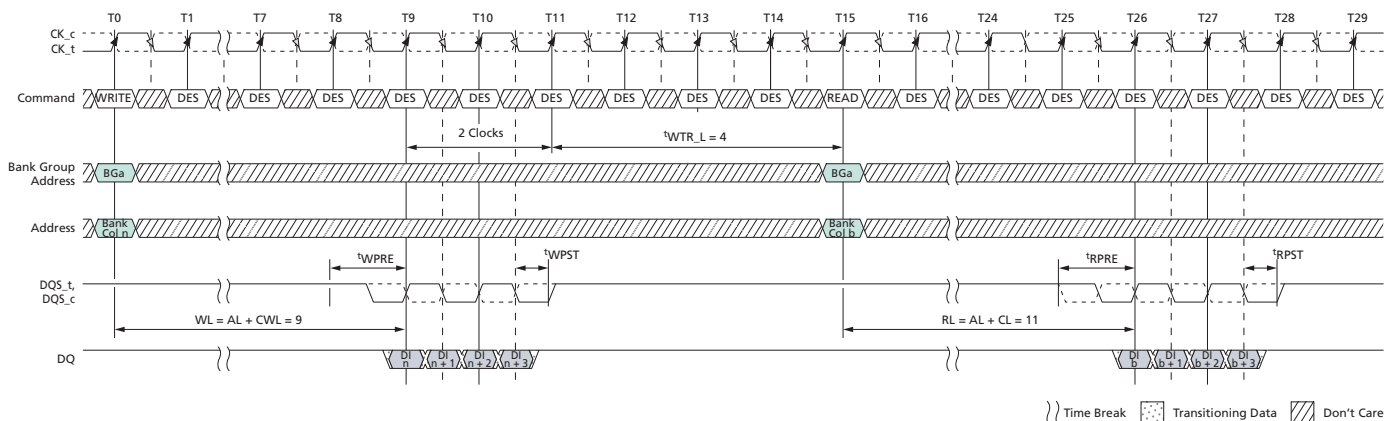 T0 T1 T7 T8 T9 T10 T11 T12 T13 T14 T15 T16 T24 T25 T26 T27 T28 T29
CK_c
CK_t
Command WRITE DES DES DES DES DES DES DES DES DES READ DES DES DES DES DES DES DES
2 Clocks tWTR_L = 4
Bank Group
Address BGa BGa
Address Bank
Col n Bank
Col b
tWPRE tWPST tRPRE tRPST
DQS_t,
DQS_c
WL = AL + CWL = 9 RL = AL + CL = 11
DQ DI
n DI
n + 1 DI
n + 2 DI
n + 3 DI
b DI
b + 1 DI
b + 2 DI
b + 3
Time Break Transitioning Data Don't Care